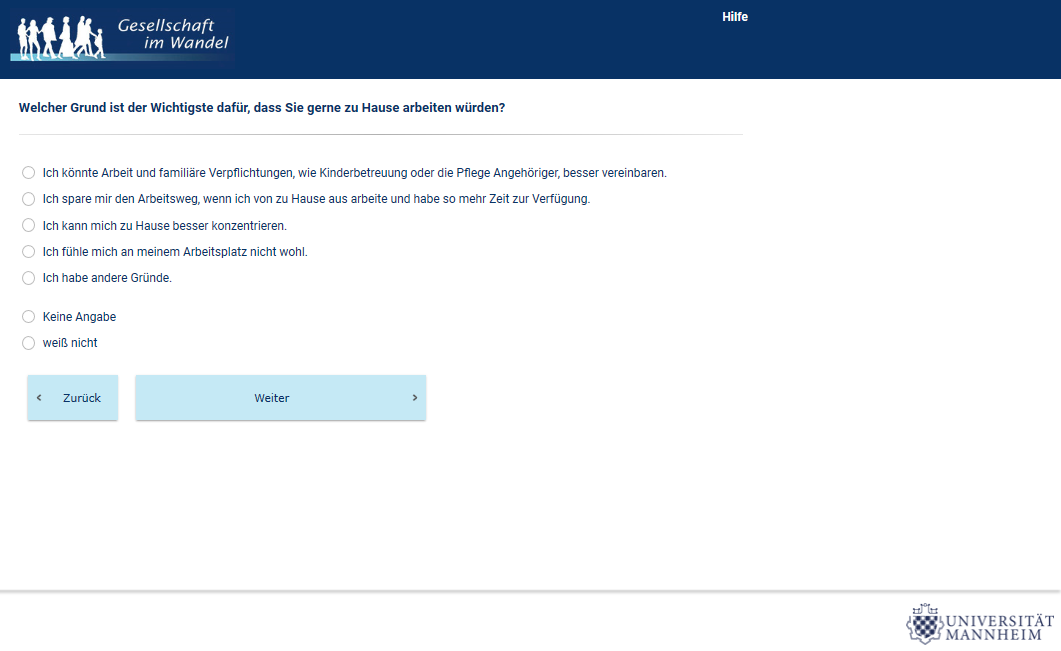 Gesellschaft
im Wandel
Hilfe
Welcher Grund ist der Wichtigste dafür, dass Sie gerne zu Hause arbeiten würden?
Ich könnte Arbeit und familiäre Verpflichtungen, wie Kinderbetreuung oder die Pflege Angehöriger, besser vereinbaren.
Ich spare mir den Arbeitsweg, wenn ich von zu Hause aus arbeite und habe so mehr Zeit zur Verfügung.
Ich kann mich zu Hause besser konzentrieren.
Ich fühle mich an meinem Arbeitsplatz nicht wohl.
Ich habe andere Gründe.
Keine Angabe
weiß nicht
‹ Zurück
Weiter ›
UNIVERSITÄT
MANNHEIM